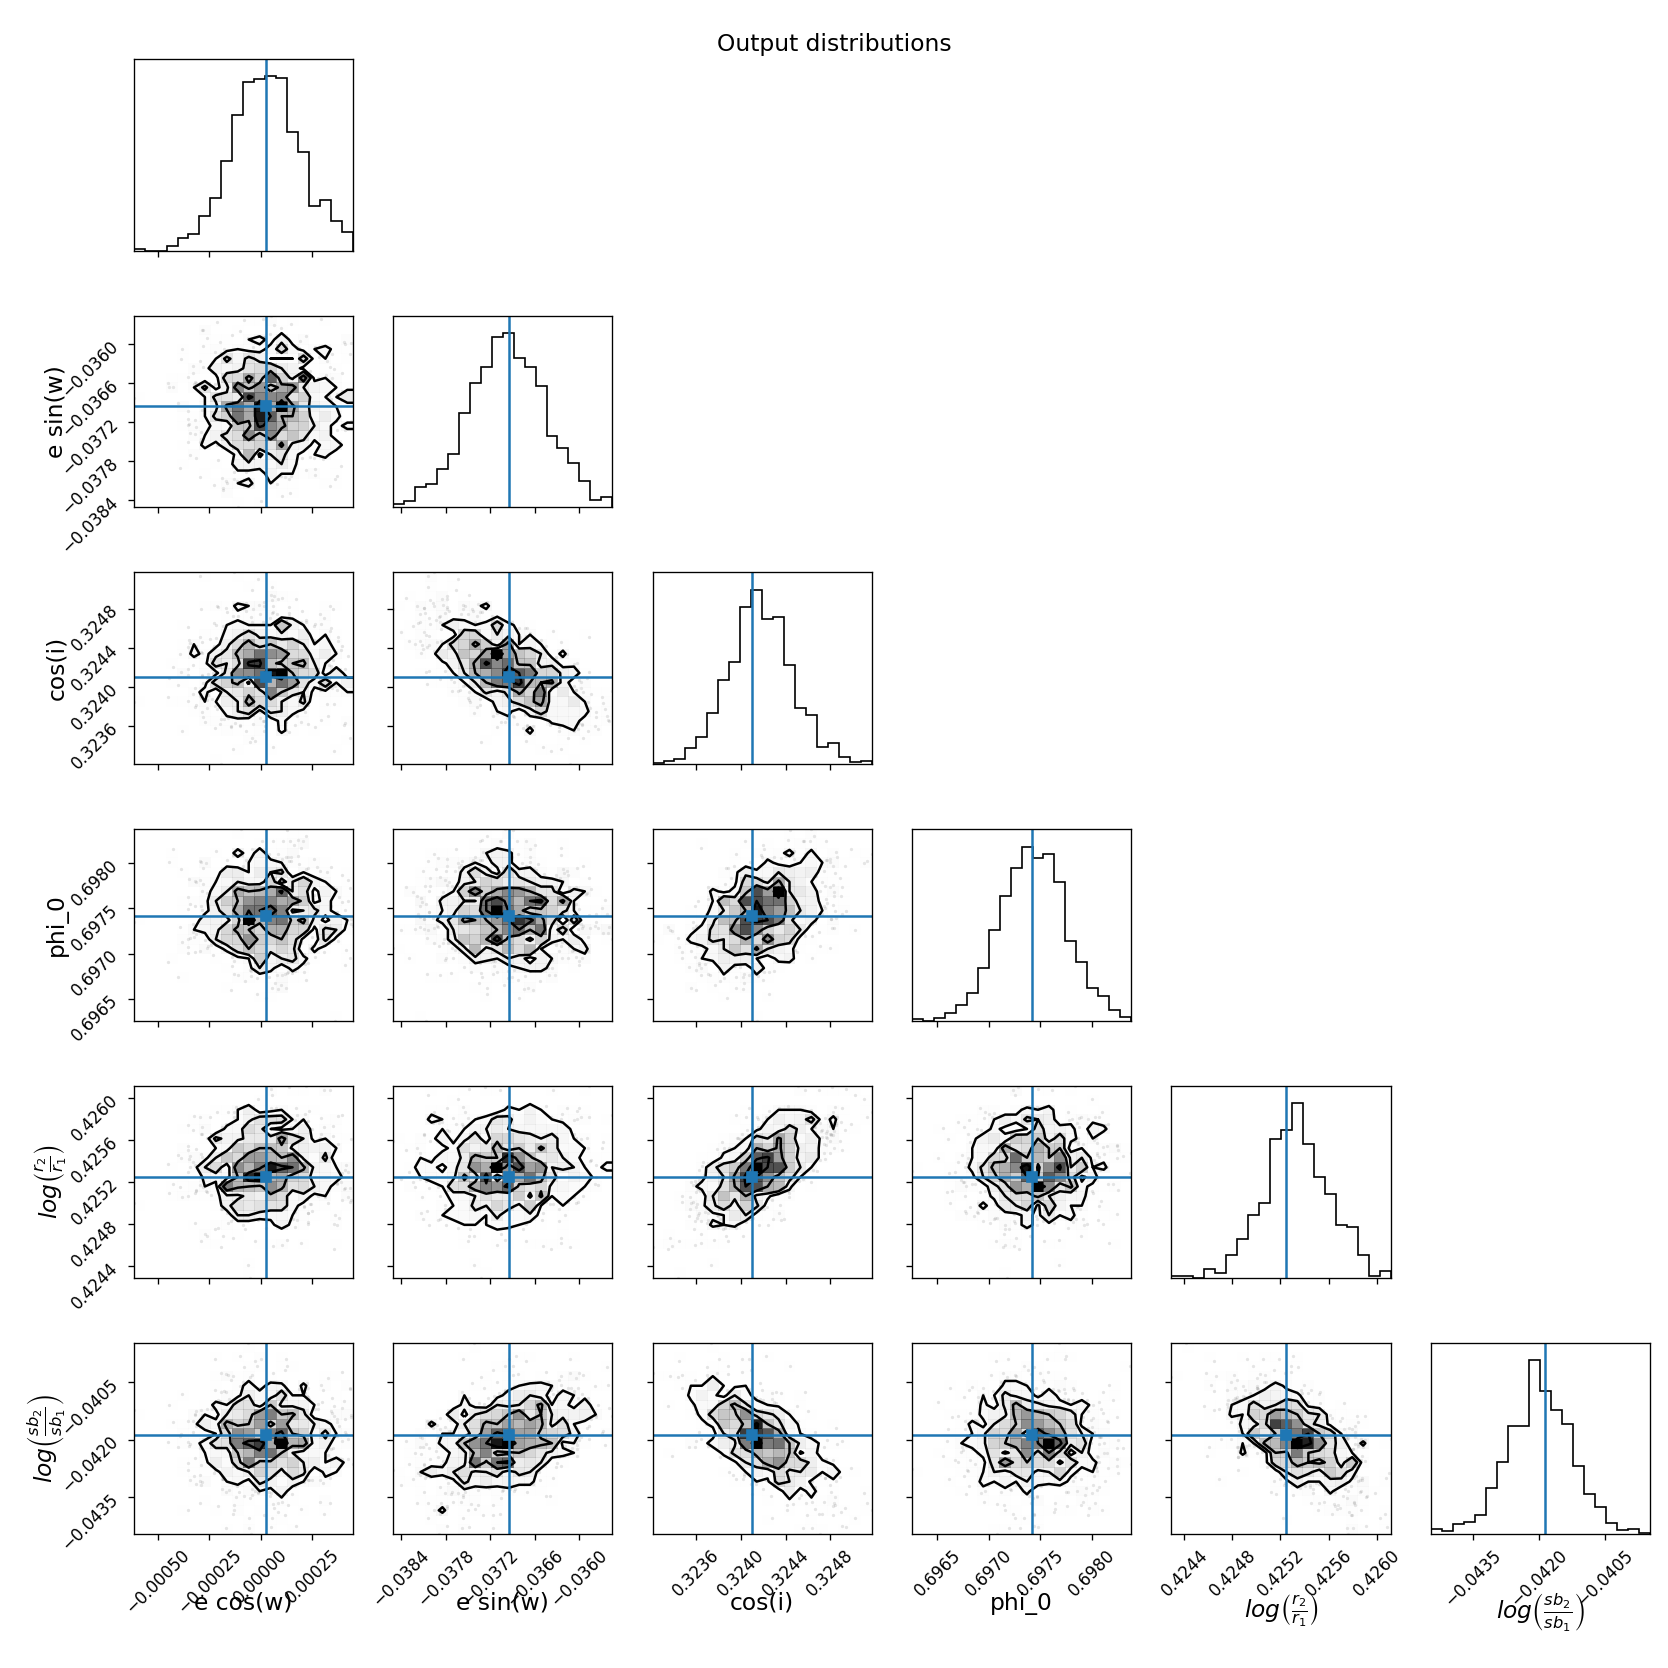 Output distributions
e sin(w)
−0.0360
−0.0366
−0.0372
−0.0378
−0.0384
cos(i)
0.3248
0.3244
0.3240
0.3236
phi_0
0.6980
0.6975
0.6970
0.6965
log(r₂/r₁)
0.4260
0.4256
0.4252
0.4248
0.4244
log(sb₂/sb₁)
−0.0405
−0.0420
−0.0435
−0.00050 −0.00025 0.00000 0.00025
−0.0384 −0.0378 −0.0372 −0.0366 −0.0360
0.3236 0.3240 0.3244 0.3248
0.6965 0.6970 0.6975 0.6980
0.4244 0.4248 0.4252 0.4256 0.4260
−0.0435 −0.0420 −0.0405
e cos(w) e sin(w) cos(i) phi_0 log(r₂/r₁) log(sb₂/sb₁)